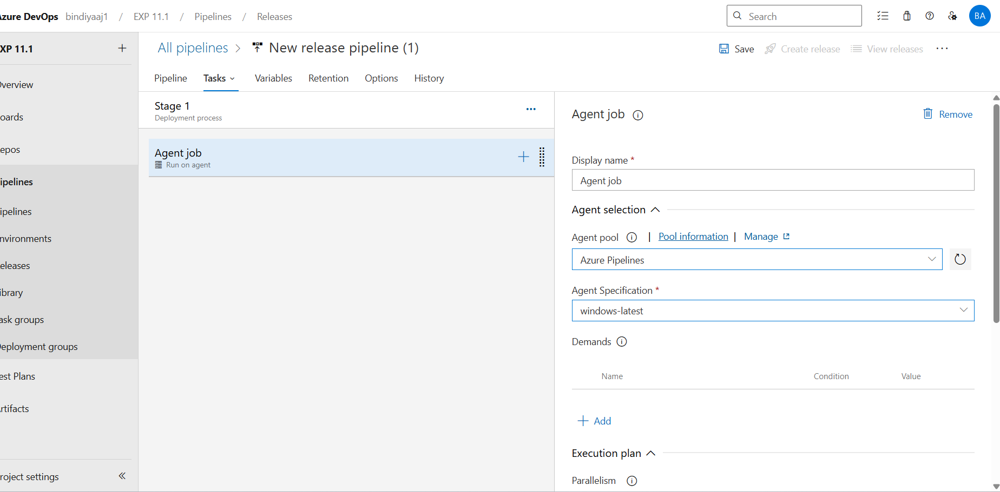 Azure DevOps bindiyaaj1 / EXP 11.1 / Pipelines / Releases
Search
BA
XP 11.1
Overview
oards
epos
ipelines
ipelines
nvironments
eleases
ibrary
ask groups
Deployment groups
est Plans
rtifacts
roject settings
All pipelines > New release pipeline (1)
Save
Create release
View releases
Pipeline Tasks Variables Retention Options History
Stage 1
Deployment process
Agent job
Run on agent
Agent job
Remove
Display name *
Agent job
Agent selection
Agent pool | Pool information | Manage
Azure Pipelines
Agent Specification *
windows-latest
Demands
Name Condition Value
Add
Execution plan
Parallelism